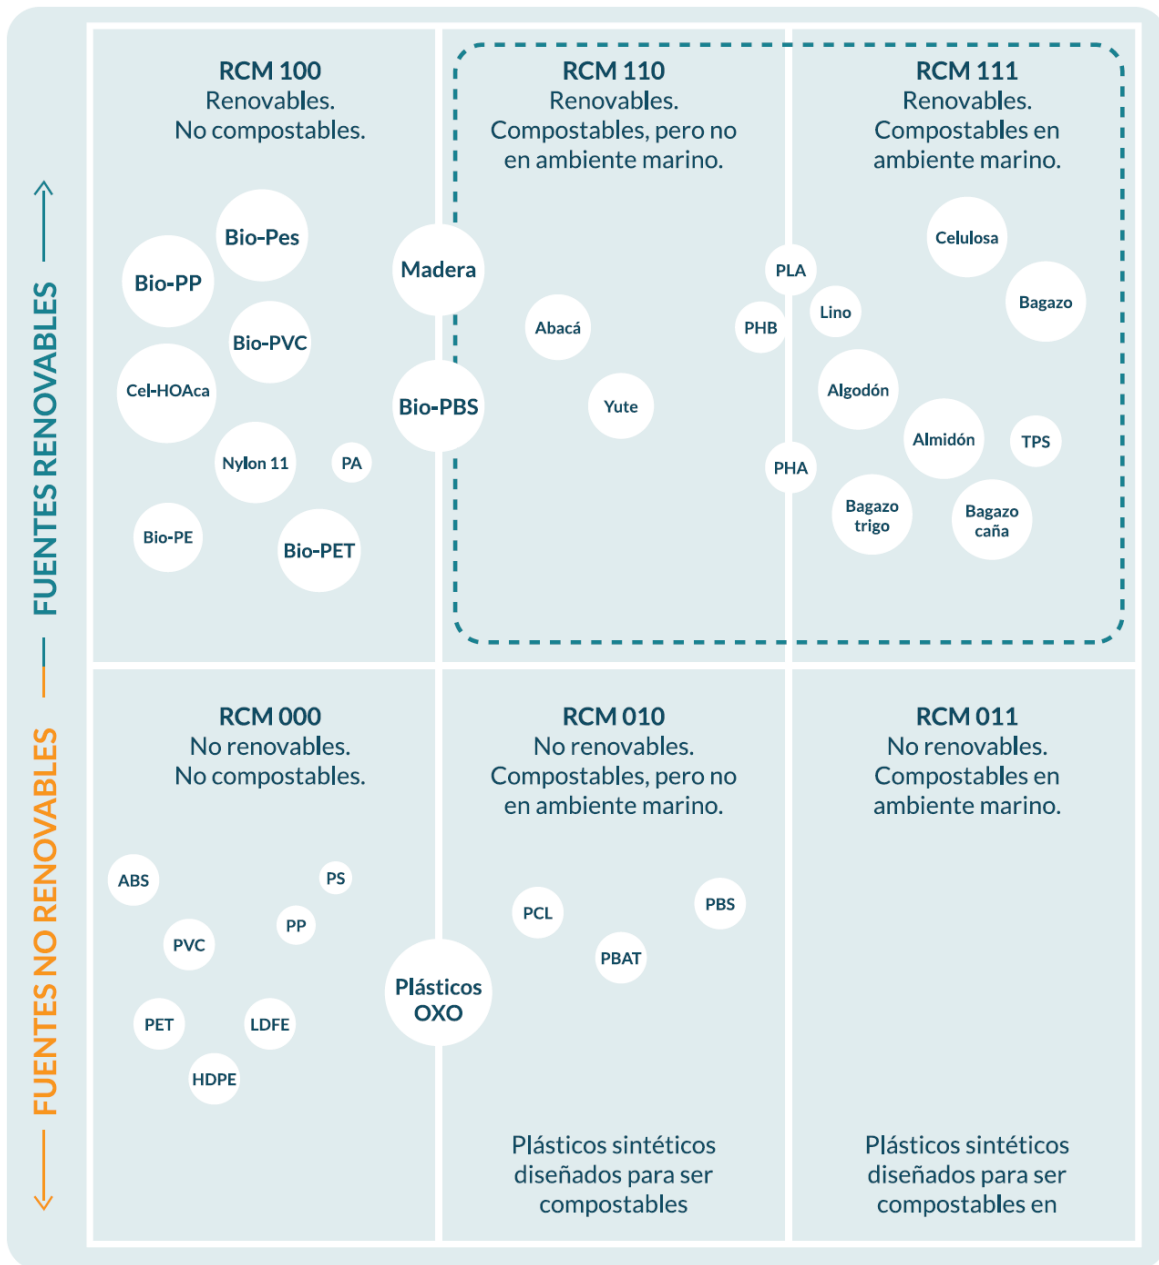 FUENTES RENOVABLES
FUENTES NO RENOVABLES
RCM 100
Renovables.
No compostables.
Bio-Pes
Bio-PP
Bio-PVC
Cel-HOAca
Nylon 11
PA
Bio-PE
Bio-PET
Madera
Bio-PBS
RCM 110
Renovables.
Compostables, pero no
en ambiente marino.
Abacá
Yute
PHB
PLA
PHA
RCM 111
Renovables.
Compostables en
ambiente marino.
Celulosa
Bagazo
Lino
Algodón
Almidón
TPS
Bagazo
trigo
Bagazo
caña
RCM 000
No renovables.
No compostables.
ABS
PS
PP
PVC
PET
LDFE
HDPE
Plásticos
OXO
RCM 010
No renovables.
Compostables, pero no
en ambiente marino.
PCL
PBS
PBAT
Plásticos sintéticos
diseñados para ser
compostables
RCM 011
No renovables.
Compostables en
ambiente marino.
Plásticos sintéticos
diseñados para ser
compostables en